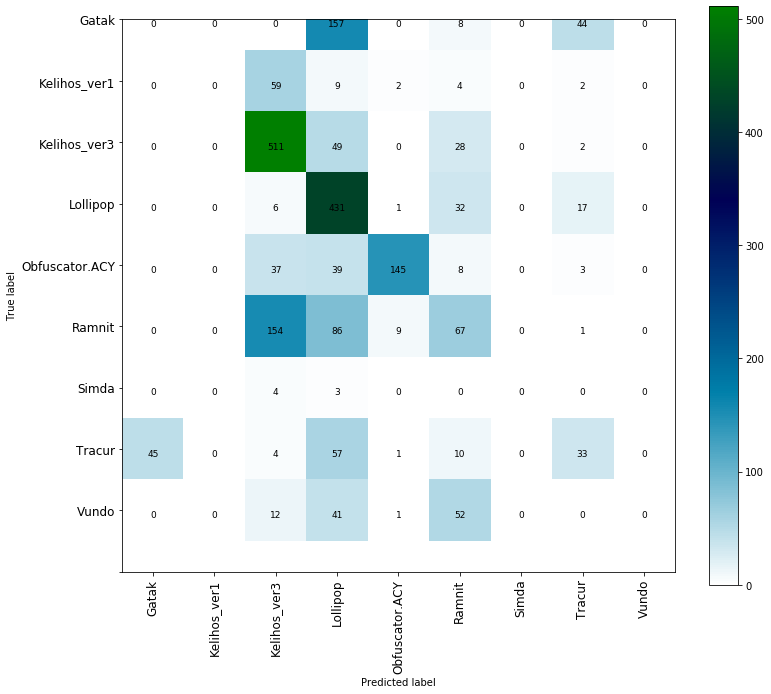 Gatak 0 0 0 157 0 8 0 44 0
Kelihos_ver1 0 0 59 9 2 4 0 2 0
Kelihos_ver3 0 0 511 49 0 28 0 2 0
Lollipop 0 0 6 431 1 32 0 17 0
Obfuscator.ACY 0 0 37 39 145 8 0 3 0
Ramnit 0 0 154 86 9 67 0 1 0
Simda 0 0 4 3 0 0 0 0 0
Tracur 45 0 4 57 1 10 0 33 0
Vundo 0 0 12 41 1 52 0 0 0
True label
Gatak
Kelihos_ver1
Kelihos_ver3
Lollipop
Obfuscator.ACY
Ramnit
Simda
Tracur
Vundo
Predicted label
500
400
300
200
100
0